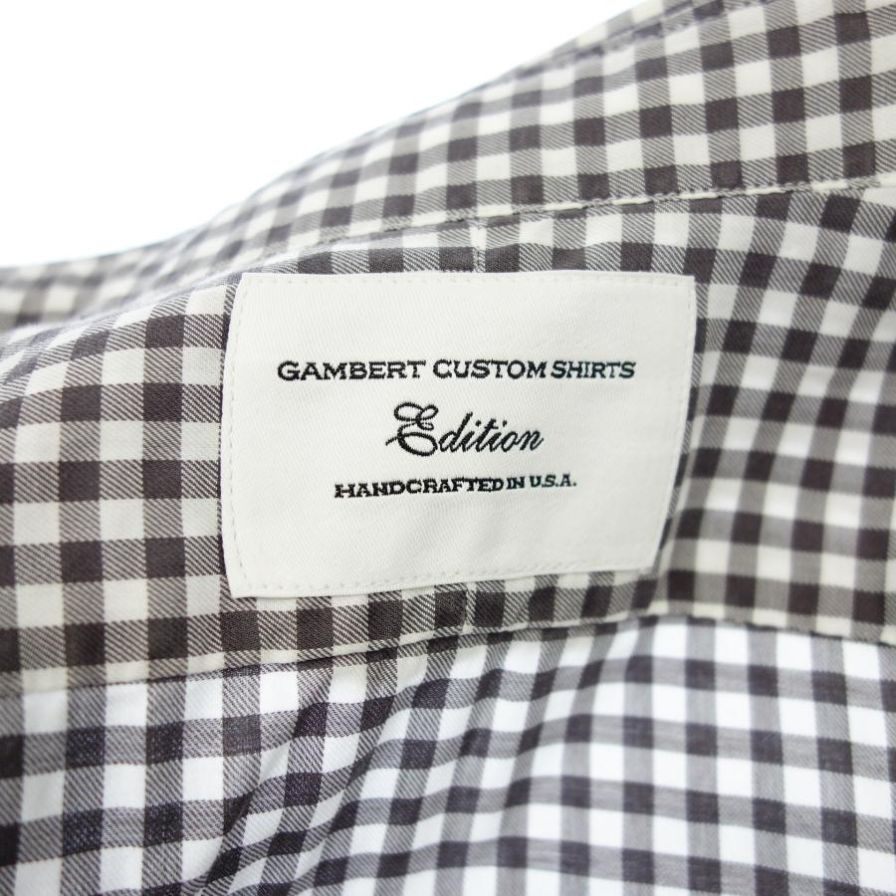 GAMBERT CUSTOM SHIRTS
Edition
HANDCRAFTED IN U.S.A.